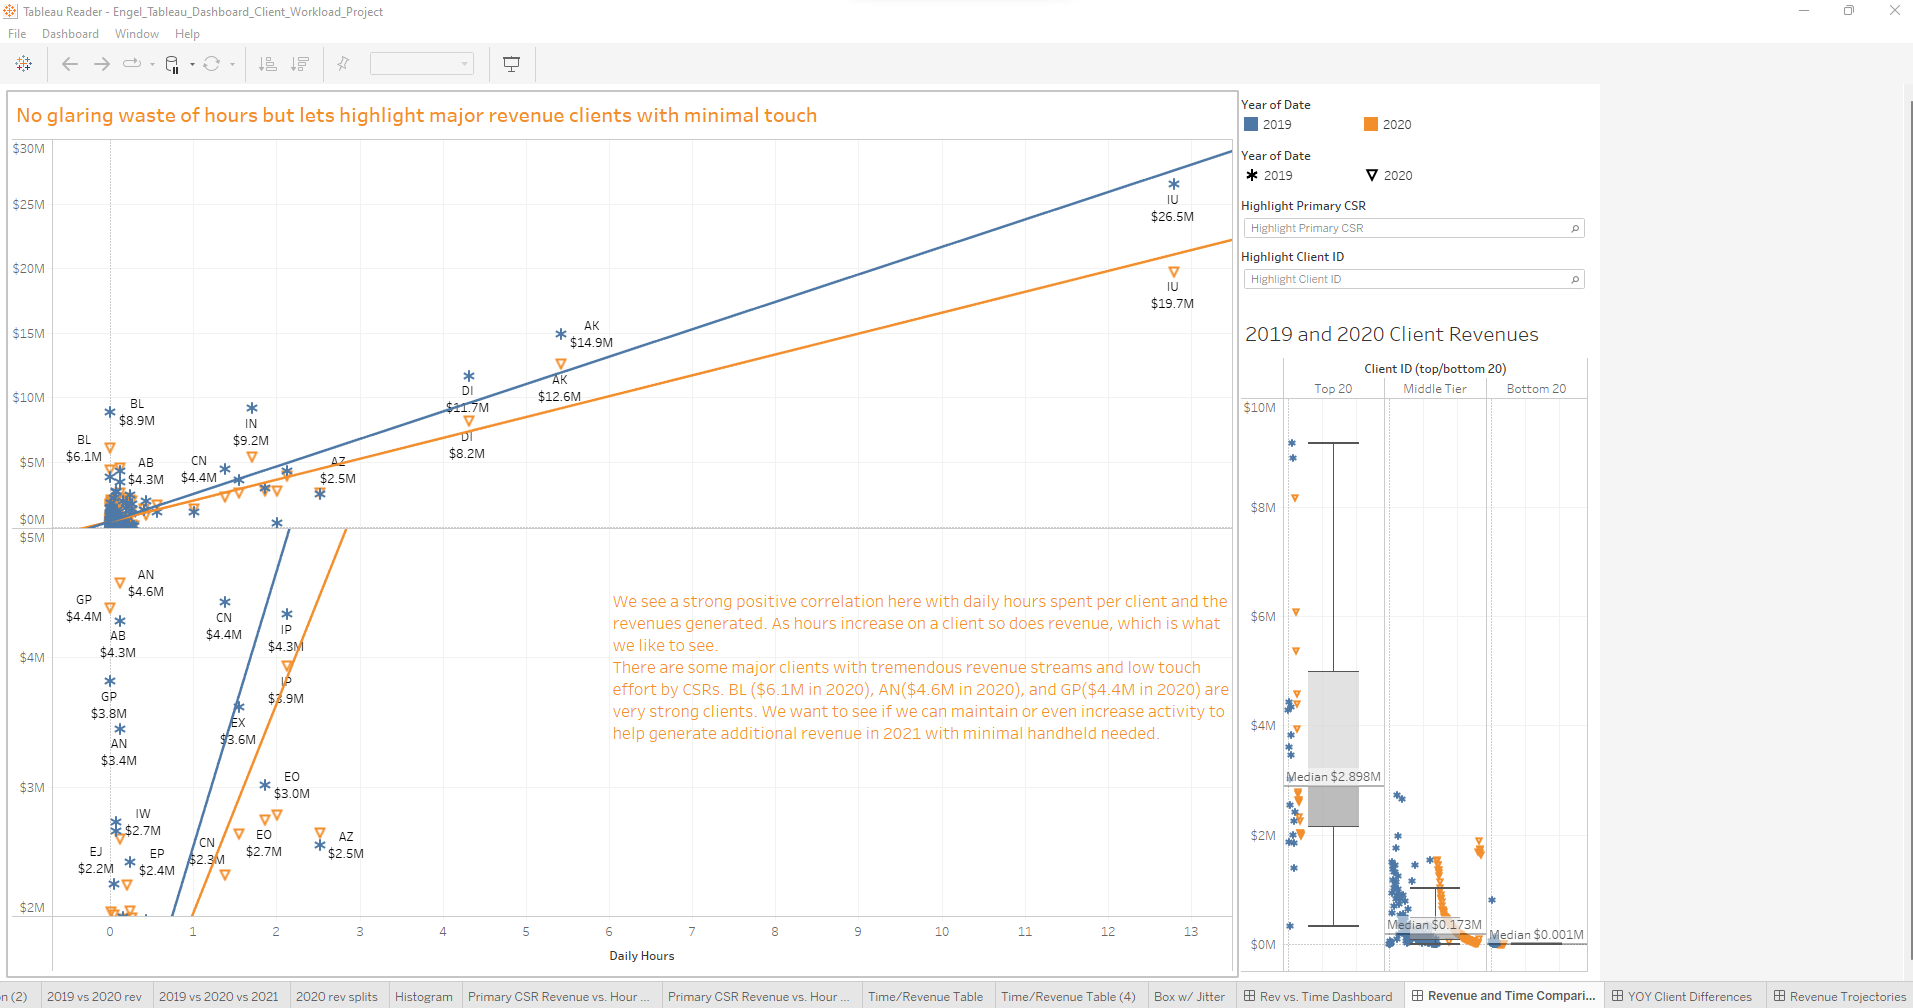 Tableau Reader - Engel_Tableau_Dashboard_Client_Workload_Project
File Dashboard Window Help
No glaring waste of hours but lets highlight major revenue clients with minimal touch
$30M
$25M
$20M
$15M
$10M
$5M
$0M
IU
$26.5M
IU
$19.7M
AK
$14.9M
AK
$12.6M
DI
$11.7M
DI
$8.2M
BL
$8.9M
IN
$9.2M
BL
$6.1M
AB
$4.3M
CN
$4.4M
AZ
$2.5M
$5M
$4M
$3M
$2M
AN
$4.6M
GP
$4.4M
AB
$4.3M
CN
$4.4M
IP
$4.3M
GP
$3.8M
IP
$3.9M
AN
$3.4M
EX
$3.6M
EO
$3.0M
IW
$2.7M
EJ
$2.2M
EP
$2.4M
CN
$2.3M
EO
$2.7M
AZ
$2.5M
We see a strong positive correlation here with daily hours spent per client and the
revenues generated. As hours increase on a client so does revenue, which is what
we like to see.
There are some major clients with tremendous revenue streams and low touch
effort by CSRs. BL ($6.1M in 2020), AN($4.6M in 2020), and GP($4.4M in 2020) are
very strong clients. We want to see if we can maintain or even increase activity to
help generate additional revenue in 2021 with minimal handheld needed.
0 1 2 3 4 5 6 7 8 9 10 11 12 13
Daily Hours
Year of Date
2019 2020
Year of Date
2019 2020
Highlight Primary CSR
Highlight Primary CSR
Highlight Client ID
Highlight Client ID
2019 and 2020 Client Revenues
Client ID (top/bottom 20)
Top 20 Middle Tier Bottom 20
$10M
$8M
$6M
$4M
$2M
$0M
Median $2.898M
Median $0.173M
Median $0.001M
on (2) 2019 vs 2020 rev 2019 vs 2020 vs 2021 2020 rev splits Histogram Primary CSR Revenue vs. Hour ... Primary CSR Revenue vs. Hour ... Time/Revenue Table Time/Revenue Table (4) Box w/ Jitter Rev vs. Time Dashboard Revenue and Time Compari... YOY Client Differences Revenue Trajectories